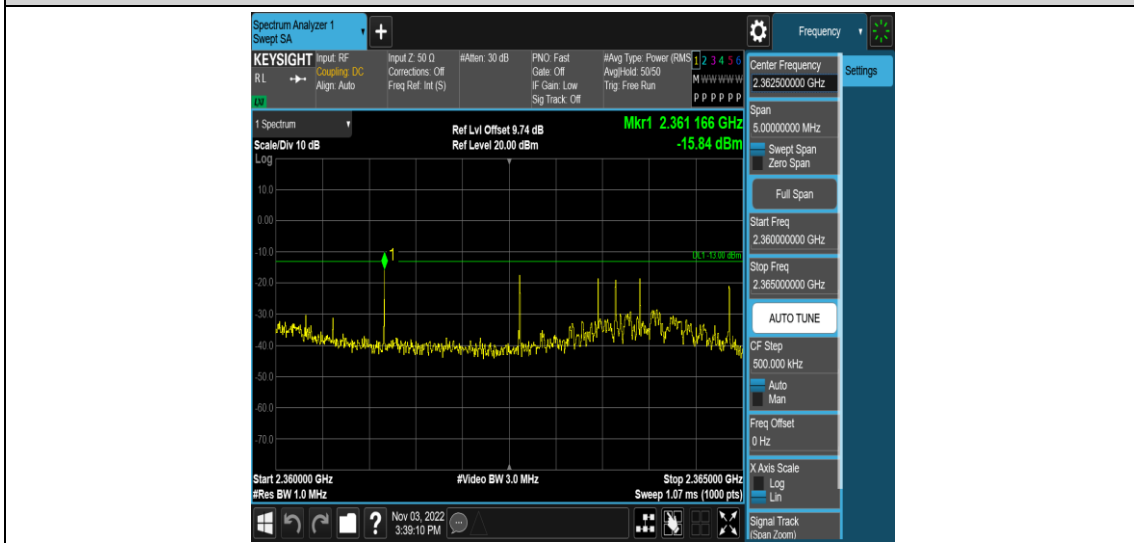 Spectrum Analyzer 1
Swept SA
Frequency
KEYSIGHT
RL
Input: RF
Coupling: DC
Align: Auto
Input Z: 50 Ω
Corrections: Off
Freq Ref: Int (S)
#Atten: 30 dB
PNO: Fast
Gate: Off
IF Gain: Low
Sig Track: Off
#Avg Type: Power (RMS
Avg|Hold: 50/50
Trig: Free Run
1 2 3 4 5 6
M W W W W W
P P P P P P
1 Spectrum
Scale/Div 10 dB
Ref Lvl Offset 9.74 dB
Ref Level 20.00 dBm
Mkr1 2.361 166 GHz
-15.84 dBm
Log
10.0
0.00
-10.0
-20.0
-30.0
-40.0
-50.0
-60.0
-70.0
1
DL1 -13.00 dBm
Start 2.360000 GHz
#Res BW 1.0 MHz
#Video BW 3.0 MHz
Stop 2.365000 GHz
Sweep 1.07 ms (1000 pts)
Nov 03, 2022
3:39:10 PM
Center Frequency
2.362500000 GHz
Settings
Span
5.00000000 MHz
Swept Span
Zero Span
Full Span
Start Freq
2.360000000 GHz
Stop Freq
2.365000000 GHz
AUTO TUNE
CF Step
500.000 kHz
Auto
Man
Freq Offset
0 Hz
X Axis Scale
Log
Lin
Signal Track
(Span Zoom)